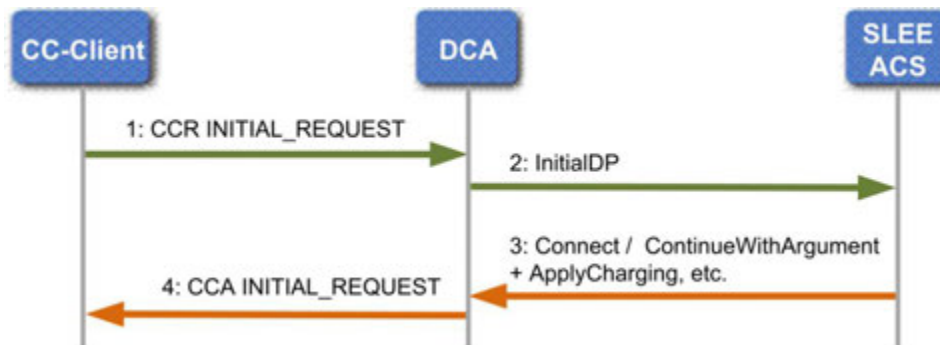 CC-Client
DCA
SLEE
ACS
1: CCR INITIAL_REQUEST
2: InitialDP
3: Connect / ContinueWithArgument
+ ApplyCharging, etc.
4: CCA INITIAL_REQUEST